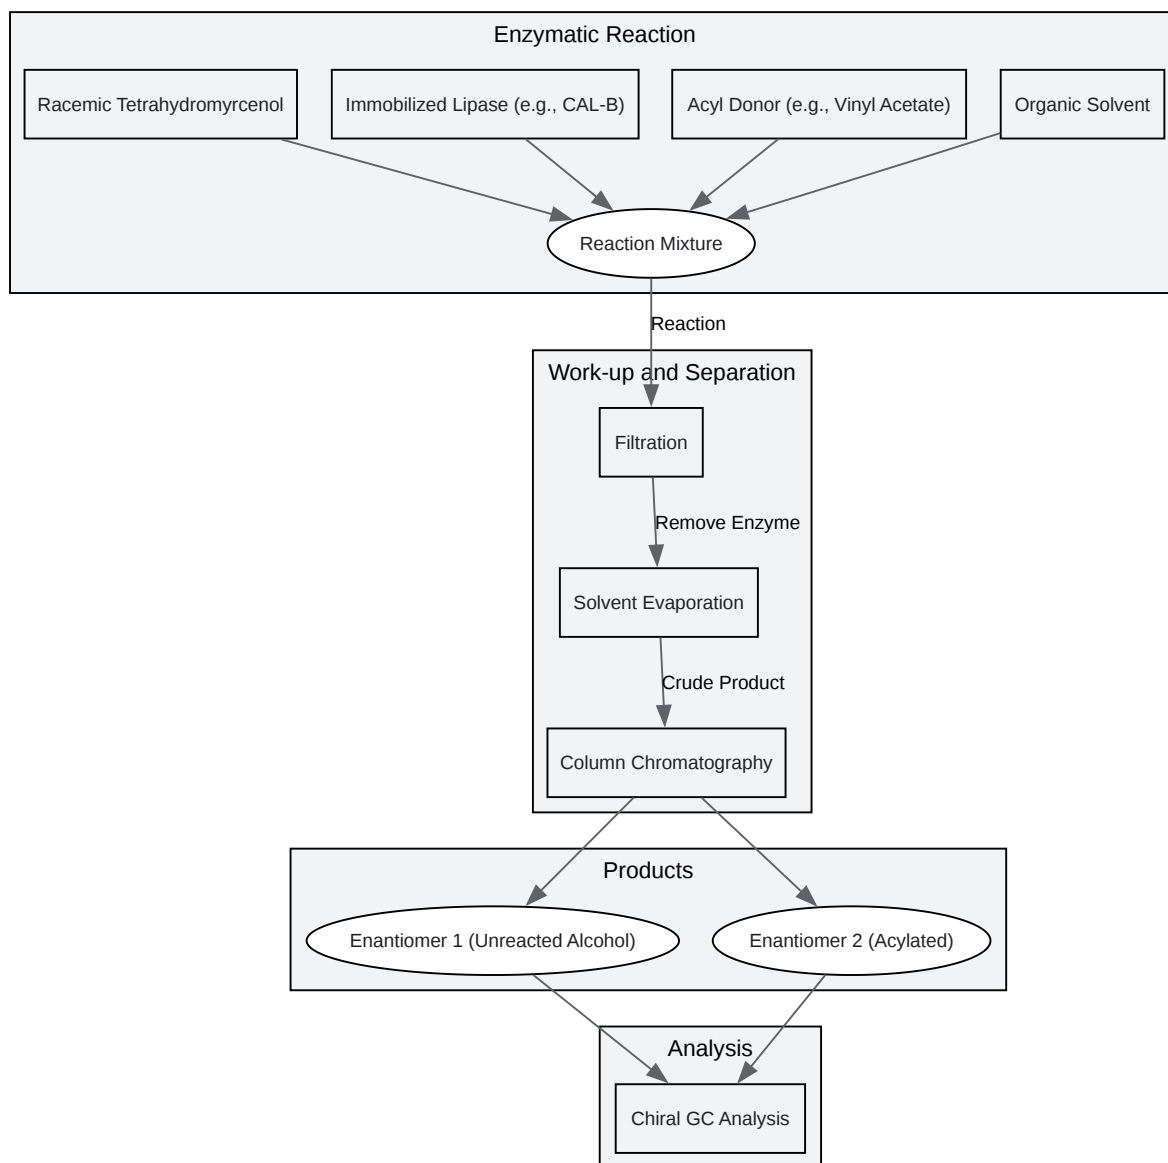 Enzymatic Reaction
Racemic Tetrahydromyrcenol
Immobilized Lipase (e.g., CAL-B)
Acyl Donor (e.g., Vinyl Acetate)
Organic Solvent
Reaction Mixture
Reaction
Work-up and Separation
Filtration
Remove Enzyme
Solvent Evaporation
Crude Product
Column Chromatography
Products
Enantiomer 1 (Unreacted Alcohol)
Enantiomer 2 (Acylated)
Analysis
Chiral GC Analysis